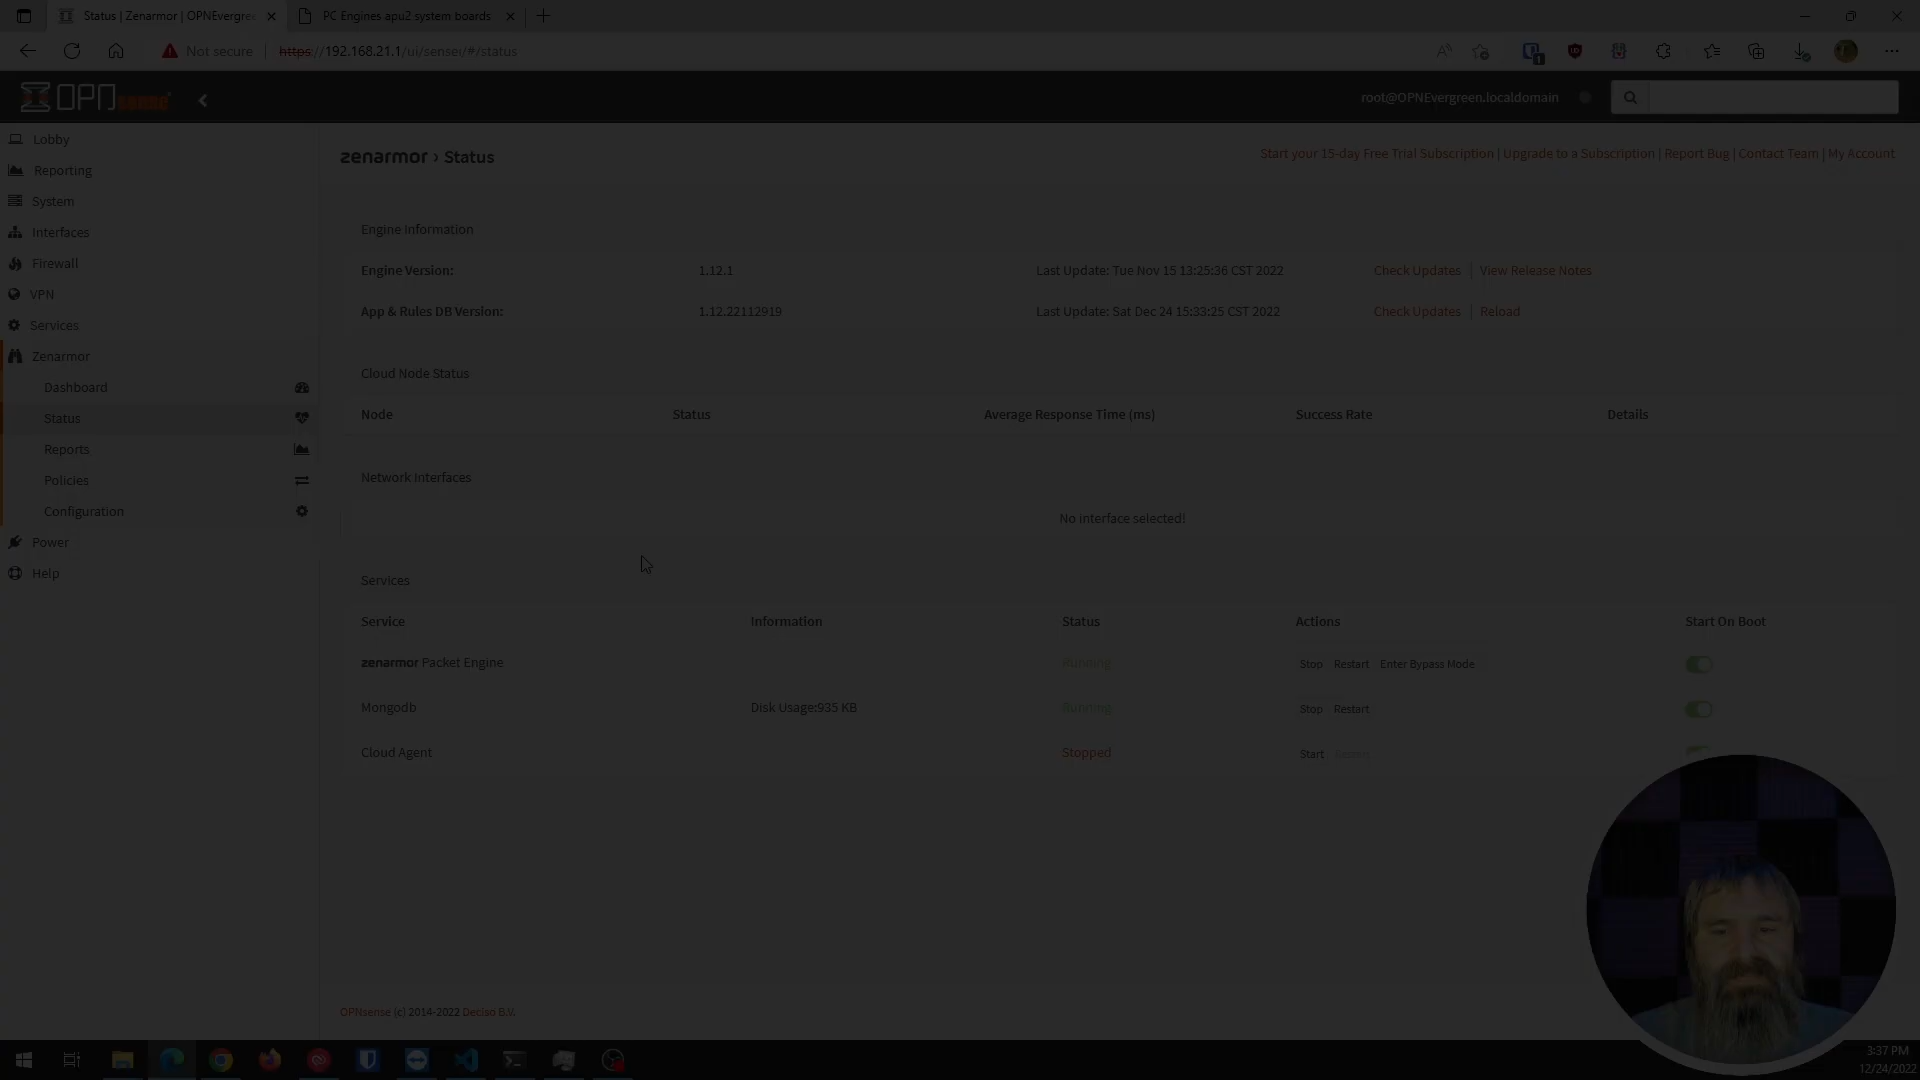 Status | Zenarmor | OPNEvergree
PC Engines apu2 system boards
Not secure
https://192.168.21.1/ui/sensei/#/status
OPNsense
root@OPNEvergreen.localdomain
Lobby
Reporting
System
Interfaces
Firewall
VPN
Services
Zenarmor
Dashboard
Status
Reports
Policies
Configuration
Power
Help
zenarmor › Status
Start your 15-day Free Trial Subscription | Upgrade to a Subscription | Report Bug | Contact Team | My Account
Engine Information
Engine Version: 1.12.1 Last Update: Tue Nov 15 13:25:36 CST 2022 Check Updates | View Release Notes
App & Rules DB Version: 1.12.22112919 Last Update: Sat Dec 24 15:33:25 CST 2022 Check Updates | Reload
Cloud Node Status
Node Status Average Response Time (ms) Success Rate Details
Network Interfaces
No interface selected!
Services
Service Information Status Actions Start On Boot
zenarmor Packet Engine Running Stop Restart Enter Bypass Mode
Mongodb Disk Usage:935 KB Running Stop Restart
Cloud Agent Stopped Start Restart
OPNsense (c) 2014-2022 Deciso B.V.
3:37 PM
12/24/2022